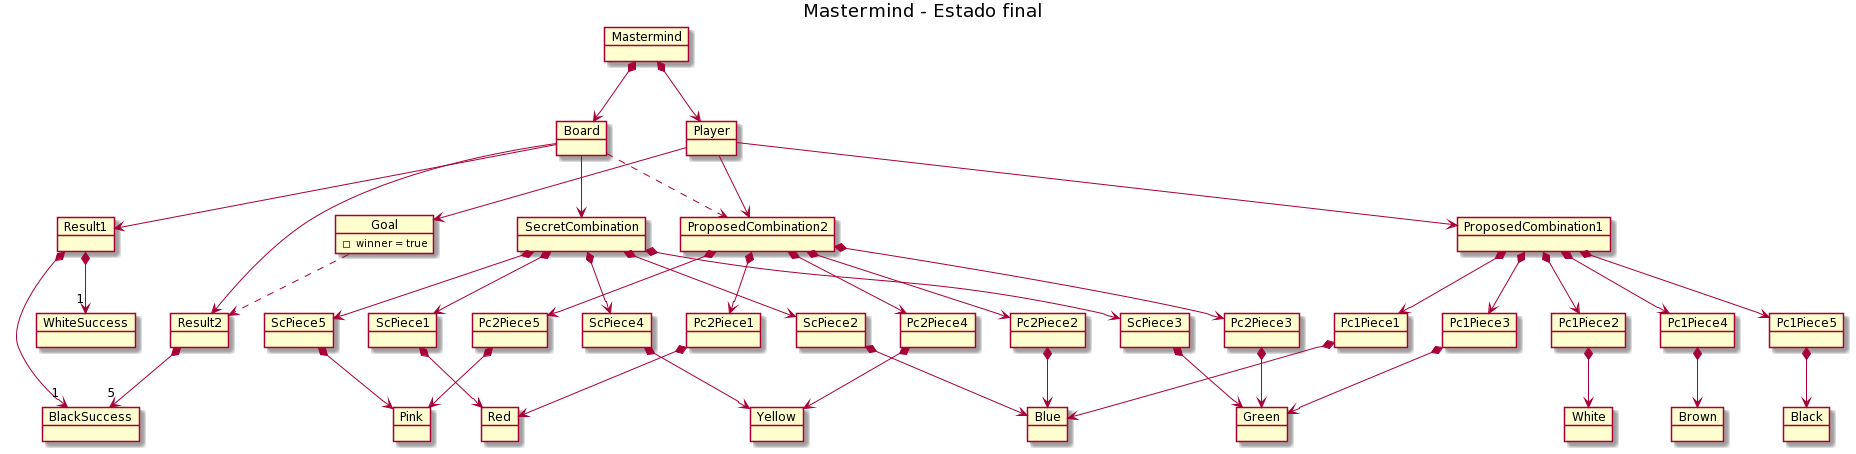 Mastermind - Estado final
Mastermind
Board
Player
Result1
Goal
winner = true
SecretCombination
ProposedCombination2
ProposedCombination1
1
WhiteSuccess
Result2
ScPiece5
ScPiece1
Pc2Piece5
ScPiece4
Pc2Piece1
ScPiece2
Pc2Piece4
Pc2Piece2
ScPiece3
Pc2Piece3
Pc1Piece1
Pc1Piece3
Pc1Piece2
Pc1Piece4
Pc1Piece5
1
5
BlackSuccess
Pink
Red
Yellow
Blue
Green
White
Brown
Black